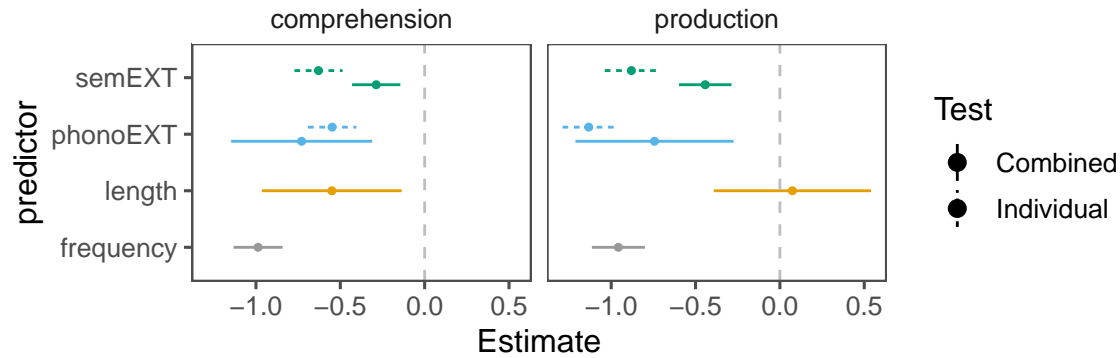 comprehension
production
predictor
semEXT
phonoEXT
length
frequency
−1.0 −0.5 0.0 0.5
−1.0 −0.5 0.0 0.5
Estimate
Test
Combined
Individual